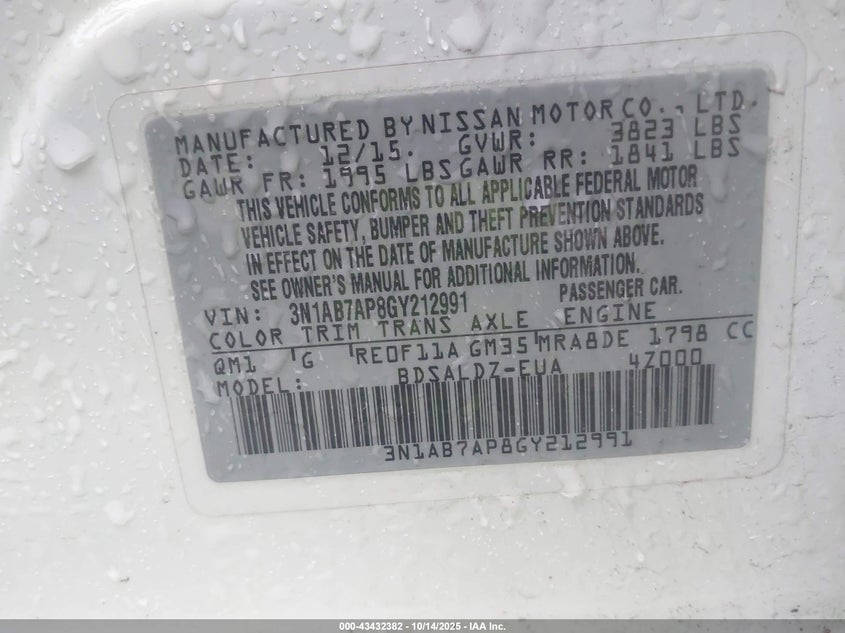 MANUFACTURED BY NISSAN MOTOR CO., LTD.
DATE: 12/15. GVWR: 3823 LBS
GAWR FR: 1995 LBS GAWR RR: 1841 LBS
THIS VEHICLE CONFORMS TO ALL APPLICABLE FEDERAL MOTOR
VEHICLE SAFETY, BUMPER AND THEFT PREVENTION STANDARDS
IN EFFECT ON THE DATE OF MANUFACTURE SHOWN ABOVE.
SEE OWNER'S MANUAL FOR ADDITIONAL INFORMATION.
VIN: 3N1AB7AP8GY212991 PASSENGER CAR.
COLOR TRIM TRANS AXLE ENGINE
QM1 G RE0F11A GM35 MRA8DE 1798 CC
MODEL: BDSALDZ-EUA 4Z000
3N1AB7AP8GY212991
000-43432382 - 10/14/2025 - IAA Inc.